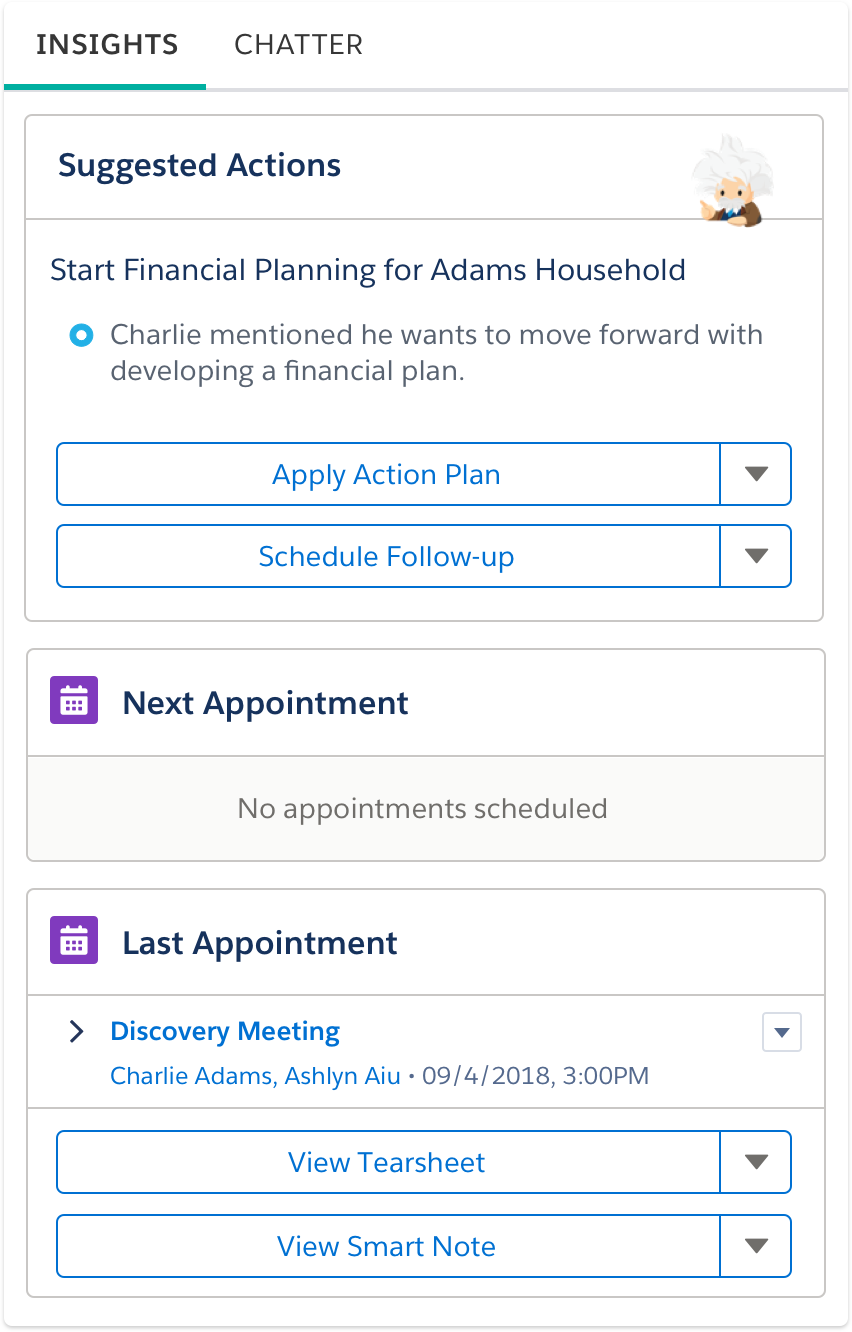 INSIGHTS CHATTER
Suggested Actions
Start Financial Planning for Adams Household
Charlie mentioned he wants to move forward with
developing a financial plan.
Apply Action Plan
Schedule Follow-up
Next Appointment
No appointments scheduled
Last Appointment
Discovery Meeting
Charlie Adams, Ashlyn Aiu • 09/4/2018, 3:00PM
View Tearsheet
View Smart Note